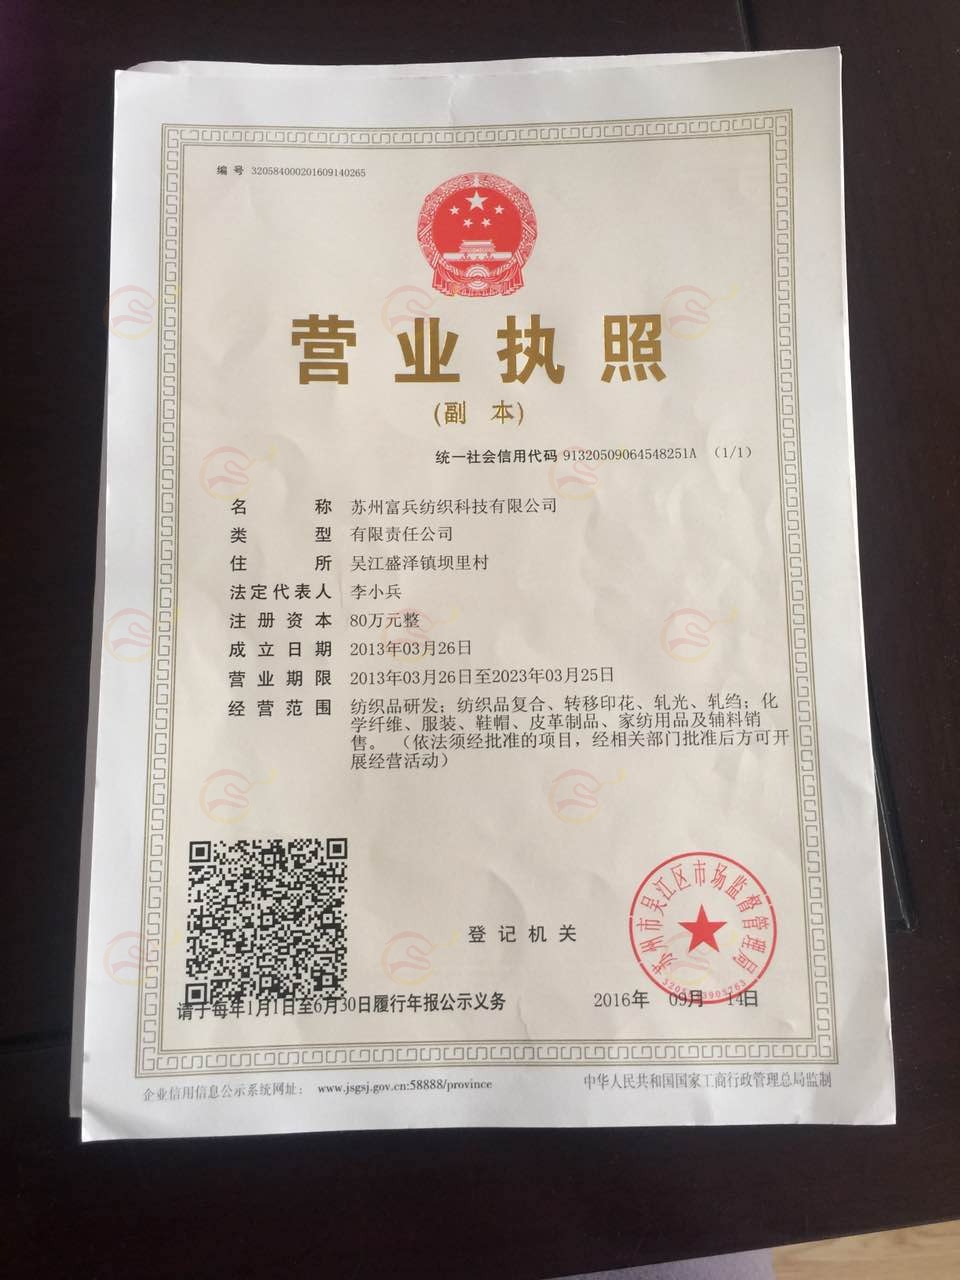 编 号 320584000201609140265
营业执照
(副 本)
统一社会信用代码 91320509064548251A （1/1）
名 称 苏州富兵纺织科技有限公司
类 型 有限责任公司
住 所 吴江盛泽镇坝里村
法定代表人 李小兵
注册资本 80万元整
成立日期 2013年03月26日
营业期限 2013年03月26日至2023年03月25日
经营范围 纺织品研发；纺织品复合、转移印花、轧光、轧绉；化
学纤维、服装、鞋帽、皮革制品、家纺用品及辅料销
售。（依法须经批准的项目，经相关部门批准后方可开
展经营活动）
苏州市吴江区市场监督管理局
登记机关
请于每年1月1日至6月30日履行年报公示义务
2016年 09月 14日
企业信用信息公示系统网址： www.jsgsj.gov.cn:58888/province
中华人民共和国国家工商行政管理总局监制